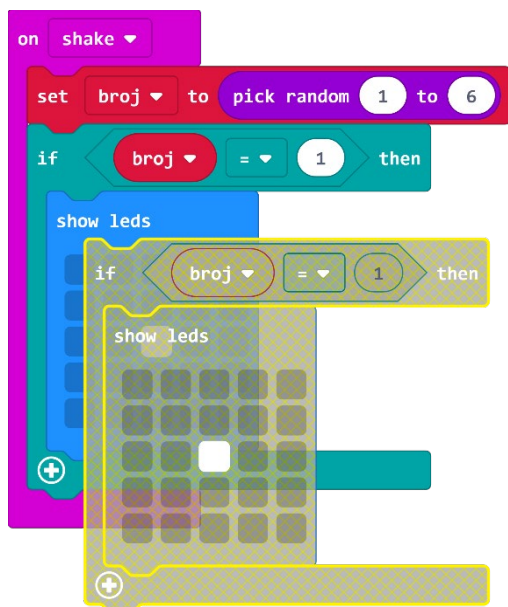 on shake
set broj to pick random 1 to 6
if broj = 1 then
show leds
if broj = 1 then
show leds